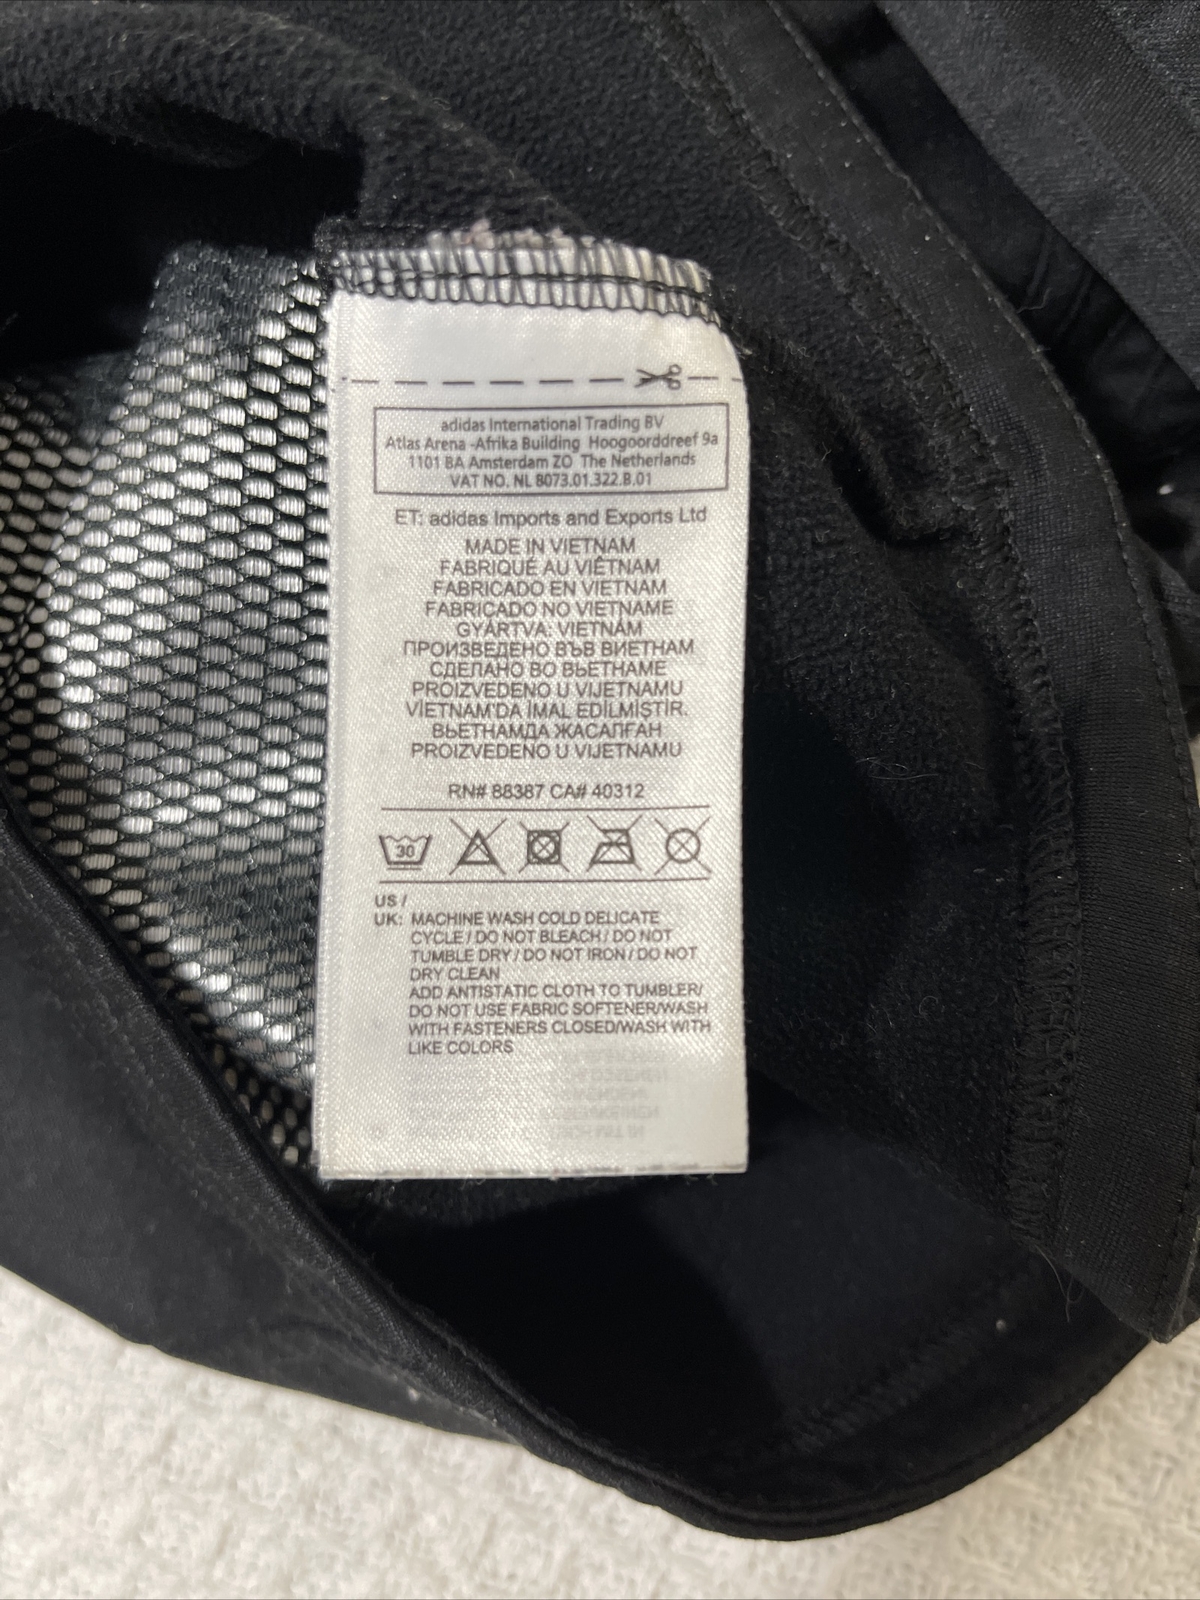 adidas International Trading BV
Atlas Arena -Afrika Building Hoogoorddreef 9a
1101 BA Amsterdam ZO The Netherlands
VAT NO. NL 8073.01.322.B.01
ET: adidas Imports and Exports Ltd
MADE IN VIETNAM
FABRIQUÉ AU VIÊTNAM
FABRICADO EN VIETNAM
FABRICADO NO VIETNAME
GYÁRTVA: VIETNÁM
ПРОИЗВЕДЕНО ВЪВ ВИЕТНАМ
СДЕЛАНО ВО ВЬЕТНАМЕ
PROIZVEDENO U VIJETNAMU
VİETNAM'DA İMAL EDİLMİŞTİR.
ВЬЕТНАМДА ЖАСАЛҒАН
PROIZVEDENO U VIJETNAMU
RN# 88387 CA# 40312
30
US /
UK: MACHINE WASH COLD DELICATE
CYCLE / DO NOT BLEACH / DO NOT
TUMBLE DRY / DO NOT IRON / DO NOT
DRY CLEAN
ADD ANTISTATIC CLOTH TO TUMBLER/
DO NOT USE FABRIC SOFTENER/WASH
WITH FASTENERS CLOSED/WASH WITH
LIKE COLORS